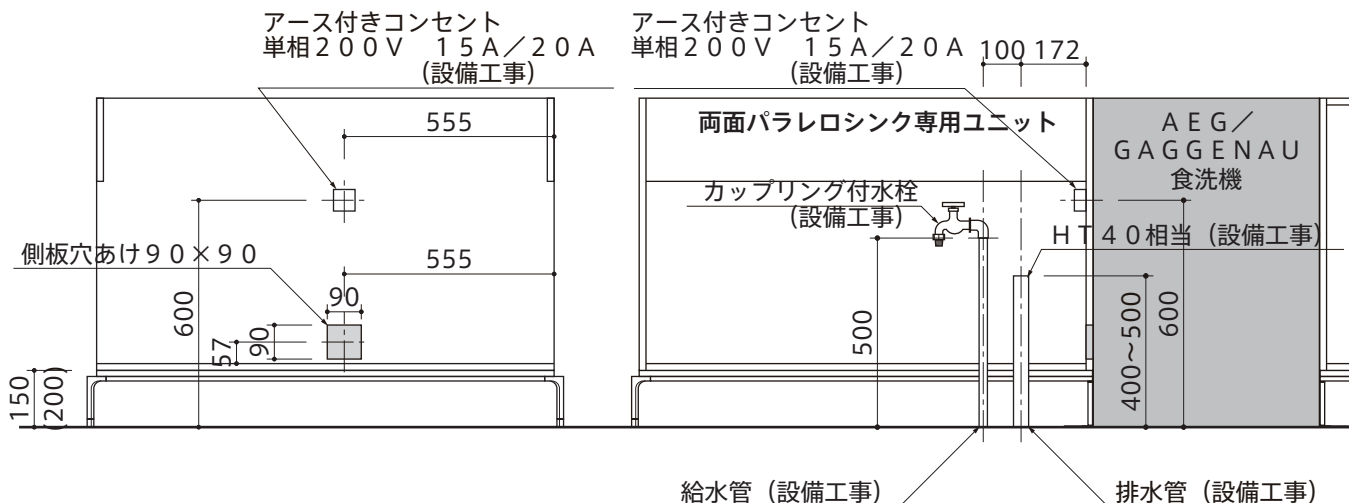 アース付きコンセント
単相200V　15A／20A
(設備工事)
アース付きコンセント
単相200V　15A／20A
(設備工事)
100
172
555
両面パラレロシンク専用ユニット
AEG／
GAGGENAU
食洗機
カップリング付水栓
(設備工事)
HT40相当 (設備工事)
側板穴あけ90×90
555
600
90
90
57
500
400～500
600
150
(200)
給水管 (設備工事)
排水管 (設備工事)